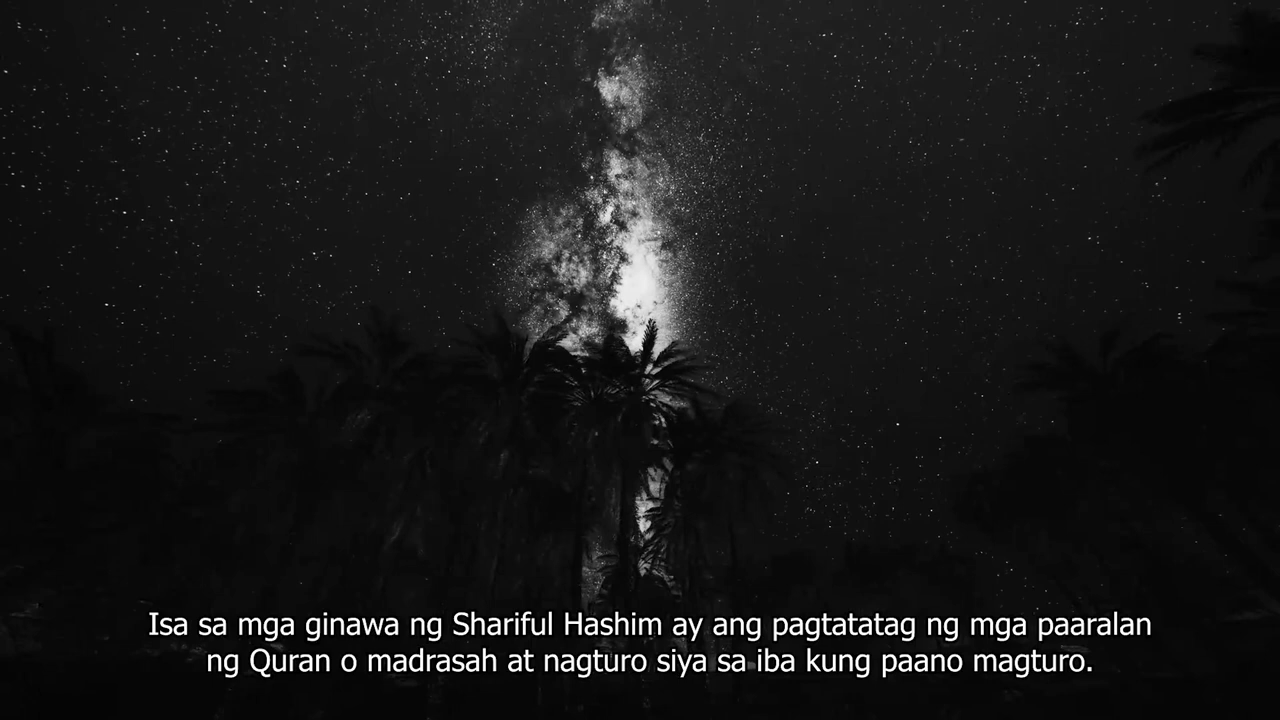 Isa sa mga ginawa ng Shariful Hashim ay ang pagtatatag ng mga paaralan
ng Quran o madrasah at nagturo siya sa iba kung paano magturo.